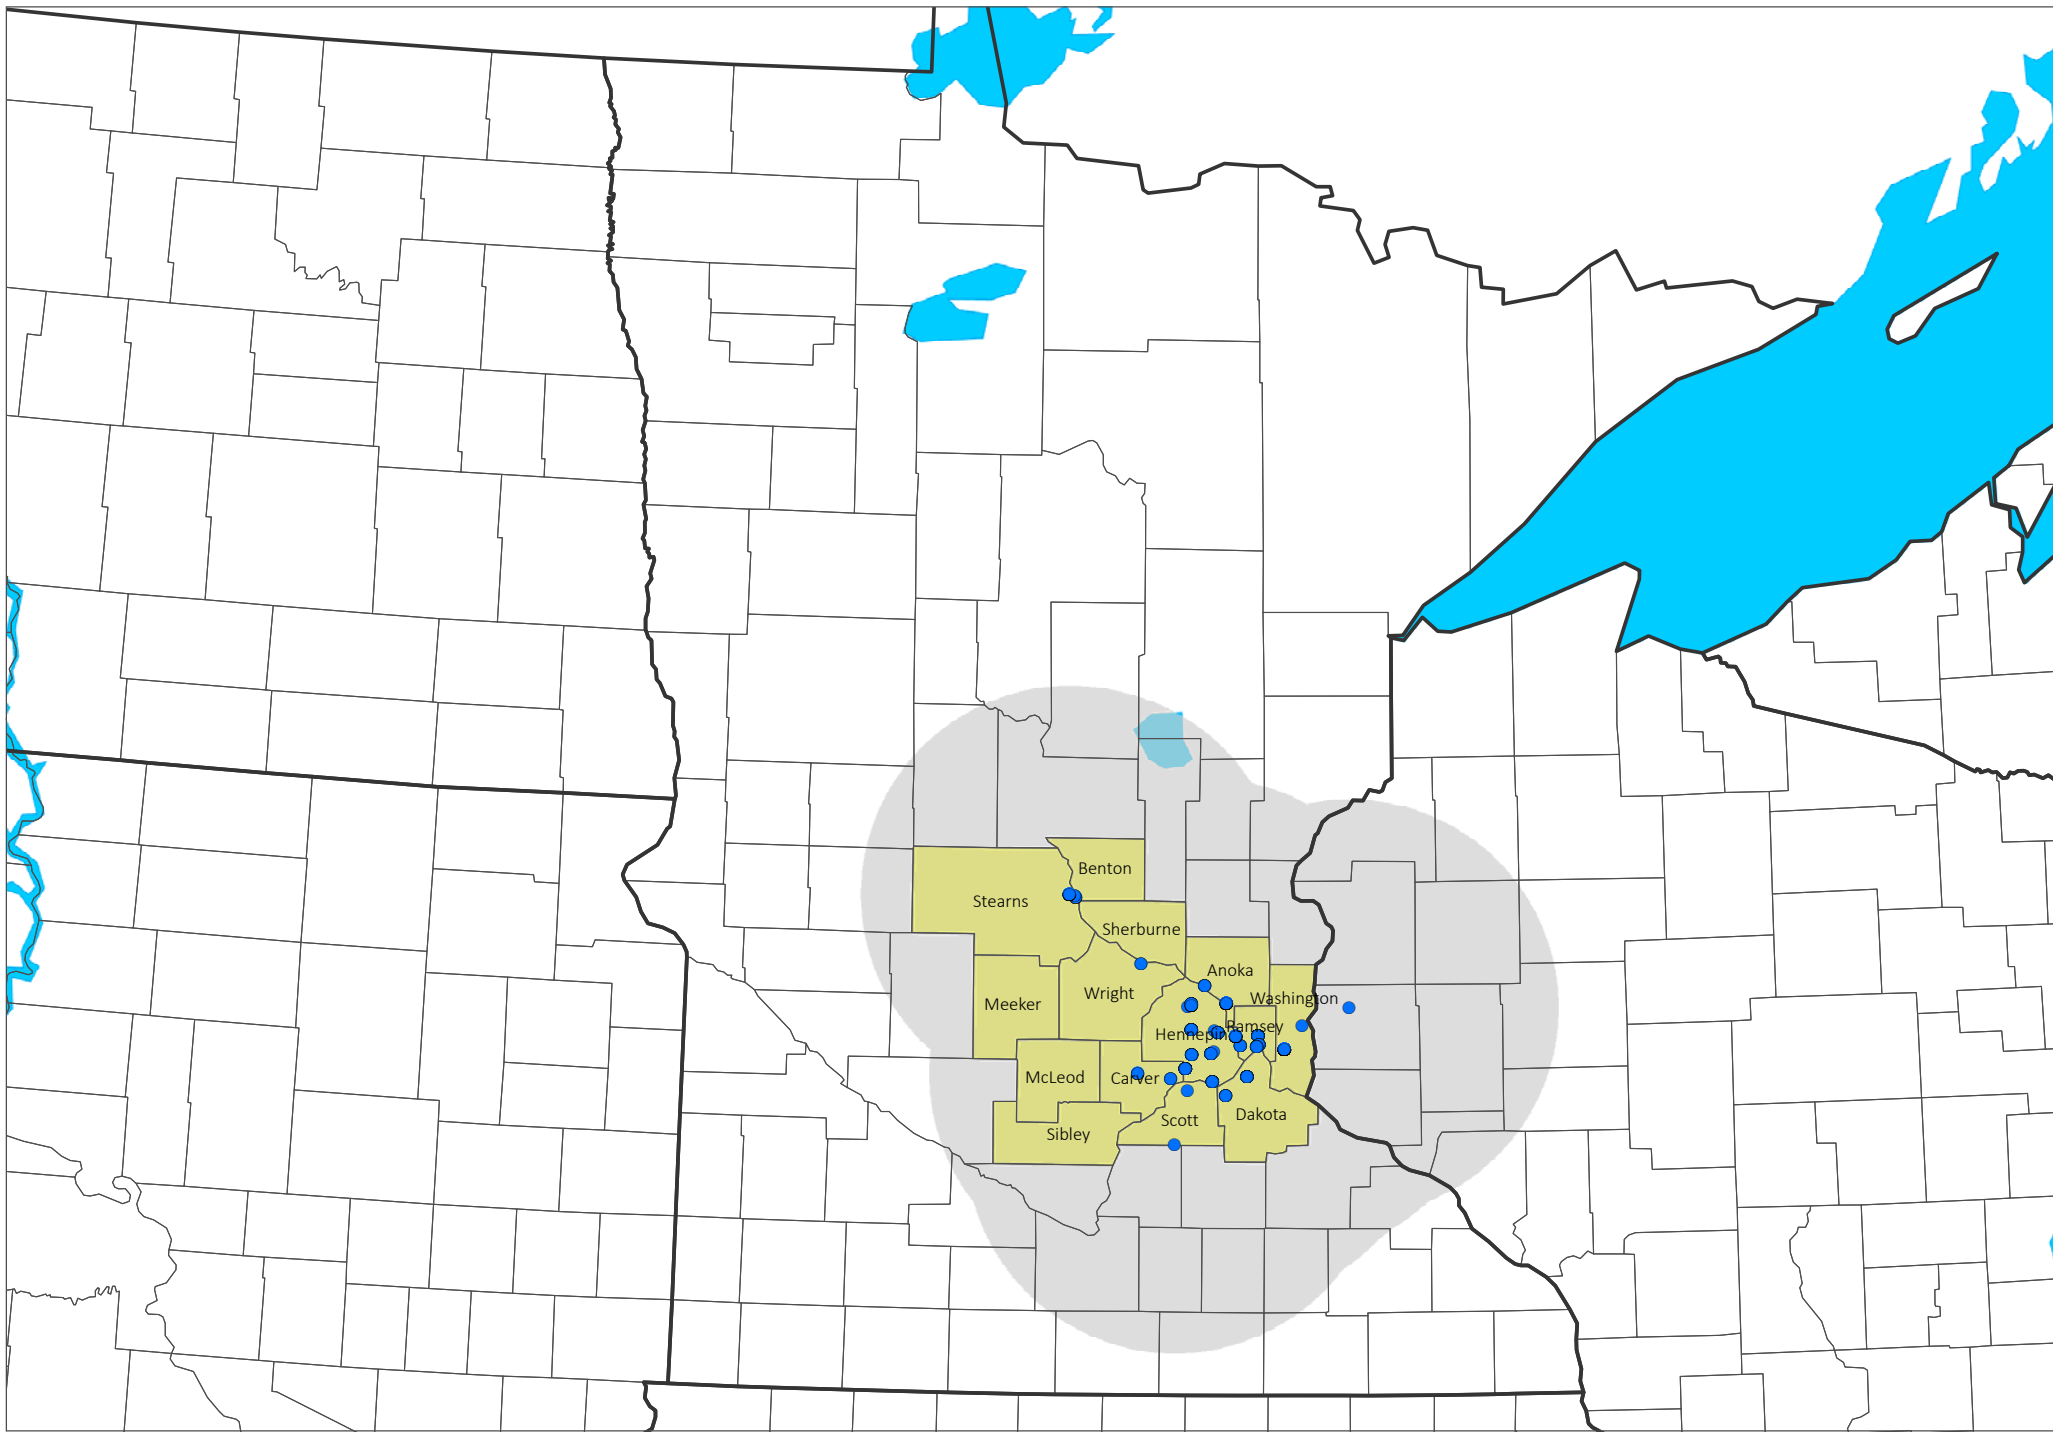 Benton
Stearns
Sherburne
Anoka
Wright
Washington
Meeker
Ramsey
Hennepin
McLeod
Carver
Dakota
Scott
Sibley